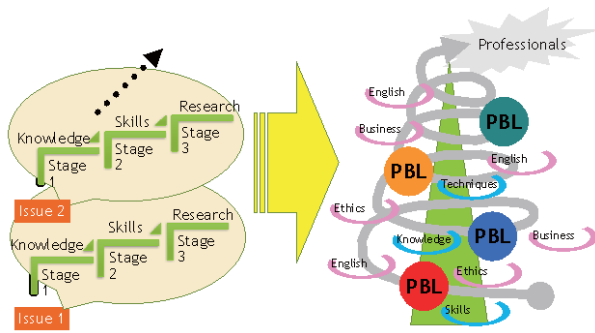 Research
Skills
Knowledge
Stage
3
Stage
2
Stage
1
Issue 2
Research
Skills
Knowledge
Stage
3
Stage
2
Stage
1
Issue 1
Professionals
English
PBL
Business
English
PBL
Techniques
Ethics
PBL
Business
Knowledge
English
Ethics
PBL
Skills